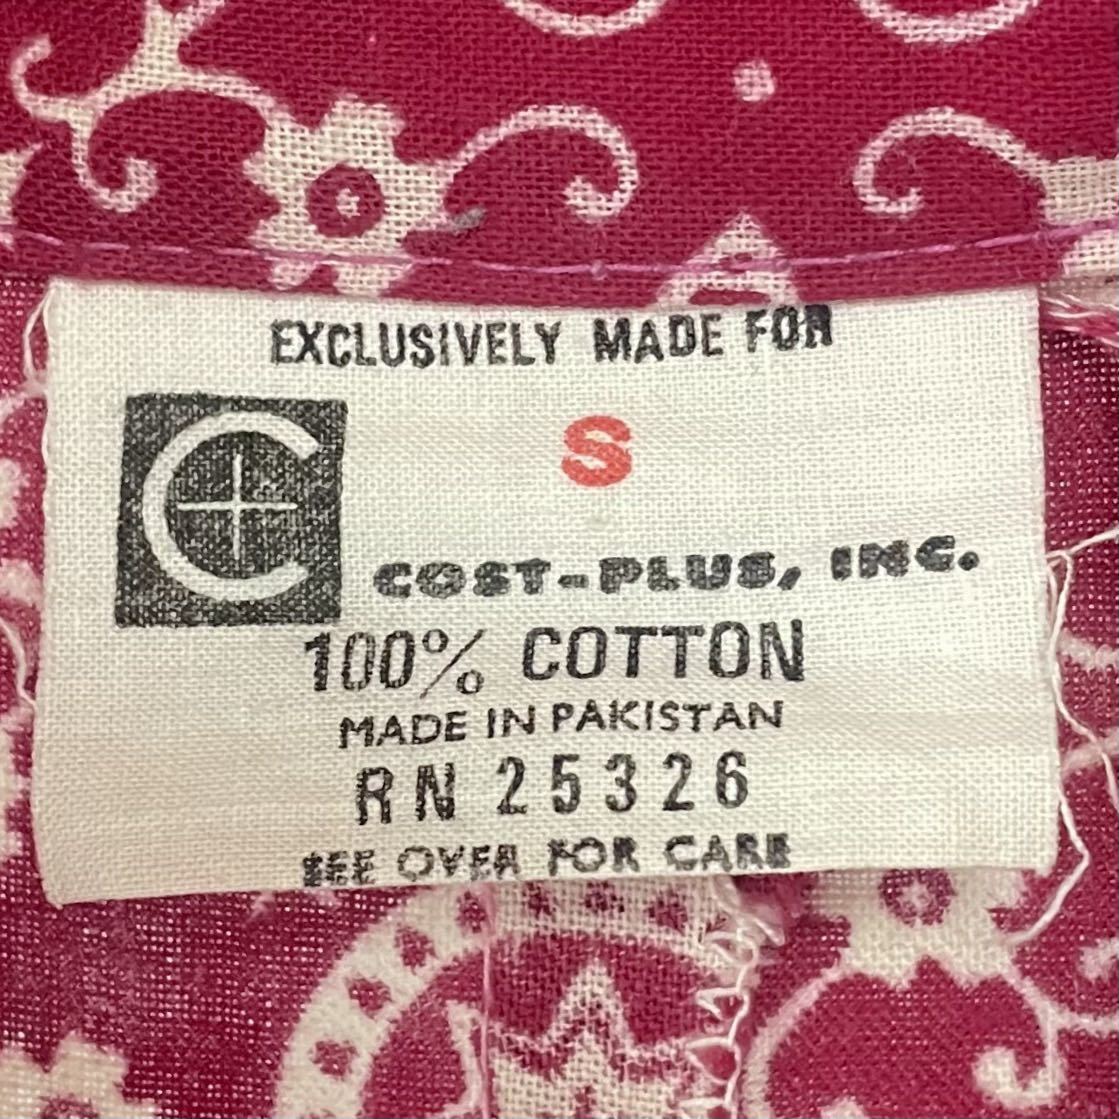 EXCLUSIVELY MADE FOR
S
C+
COST-PLUS, INC.
100% COTTON
MADE IN PAKISTAN
RN 25326
SEE OVER FOR CARE